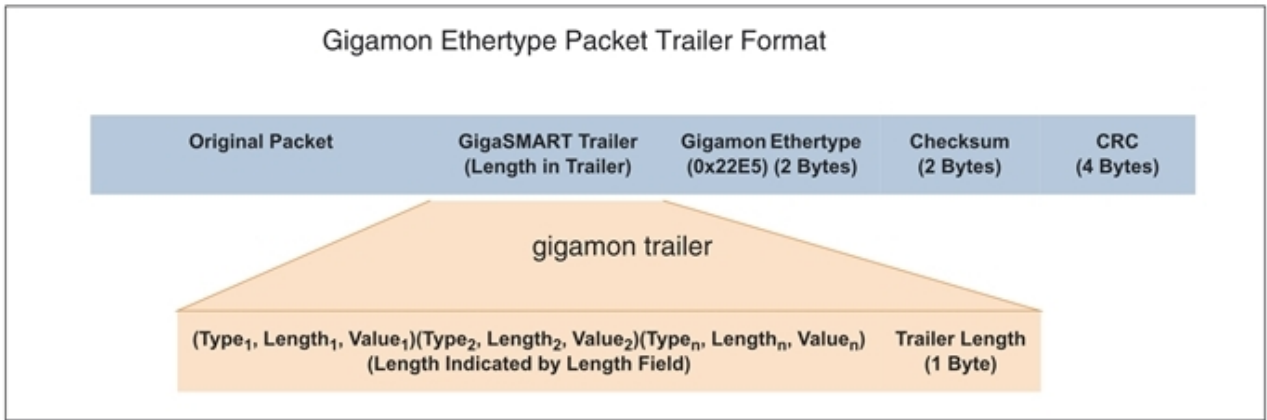 Gigamon Ethertype Packet Trailer Format
Original Packet
GigaSMART Trailer
(Length in Trailer)
Gigamon Ethertype
(0x22E5) (2 Bytes)
Checksum
(2 Bytes)
CRC
(4 Bytes)
gigamon trailer
(Type₁, Length₁, Value₁)(Type₂, Length₂, Value₂)(Typeₙ, Lengthₙ, Valueₙ)
(Length Indicated by Length Field)
Trailer Length
(1 Byte)